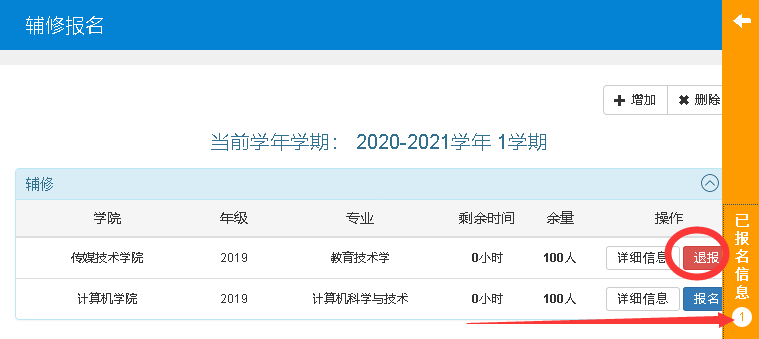 辅修报名
增加 删除
当前学年学期： 2020-2021学年 1学期
辅修
学院 年级 专业 剩余时间 余量 操作
传媒技术学院 2019 教育技术学 0小时 100人 详细信息 退报
计算机学院 2019 计算机科学与技术 0小时 100人 详细信息 报名
已报名信息
1